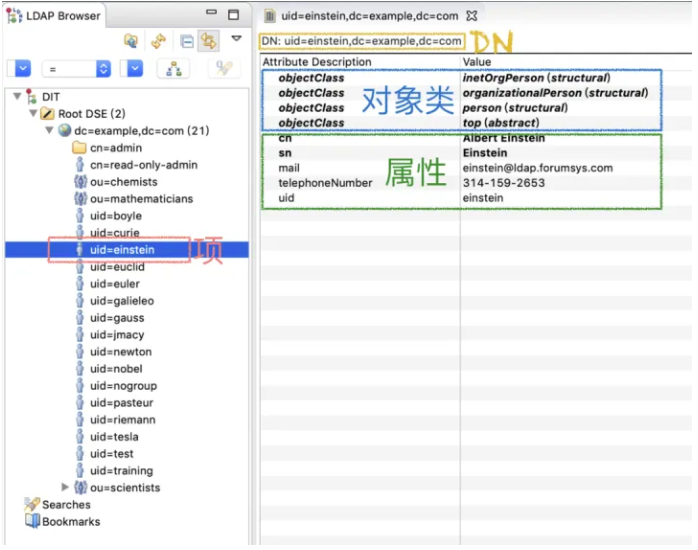 LDAP Browser
=
DIT
Root DSE (2)
dc=example,dc=com (21)
cn=admin
cn=read-only-admin
ou=chemists
ou=mathematicians
uid=boyle
uid=curie
uid=einstein
项
uid=euclid
uid=euler
uid=galieleo
uid=gauss
uid=jmacy
uid=newton
uid=nobel
uid=nogroup
uid=pasteur
uid=riemann
uid=tesla
uid=test
uid=training
ou=scientists
Searches
Bookmarks
uid=einstein,dc=example,dc=com
DN: uid=einstein,dc=example,dc=com
DN
Attribute Description Value
objectClass inetOrgPerson (structural)
objectClass organizationalPerson (structural)
objectClass person (structural)
objectClass top (abstract)
对象类
cn Albert Einstein
sn Einstein
mail einstein@ldap.forumsys.com
telephoneNumber 314-159-2653
uid einstein
属性